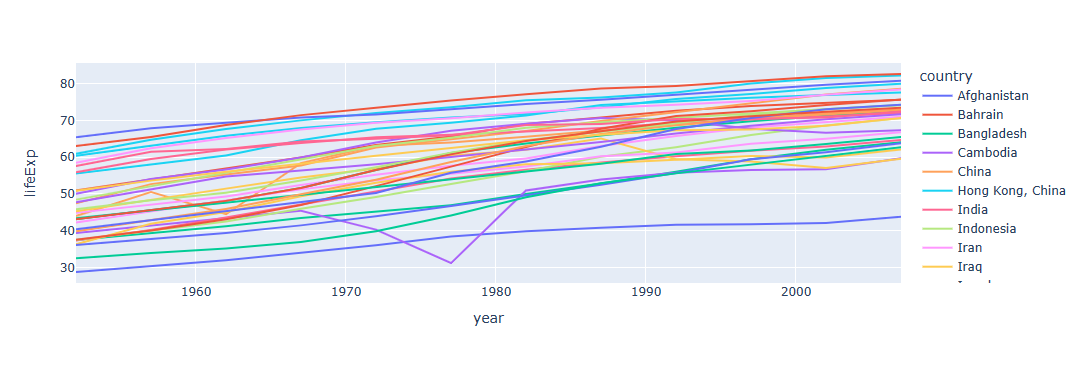 lifeExp
80
70
60
50
40
30
1960
1970
1980
1990
2000
year
country
Afghanistan
Bahrain
Bangladesh
Cambodia
China
Hong Kong, China
India
Indonesia
Iran
Iraq